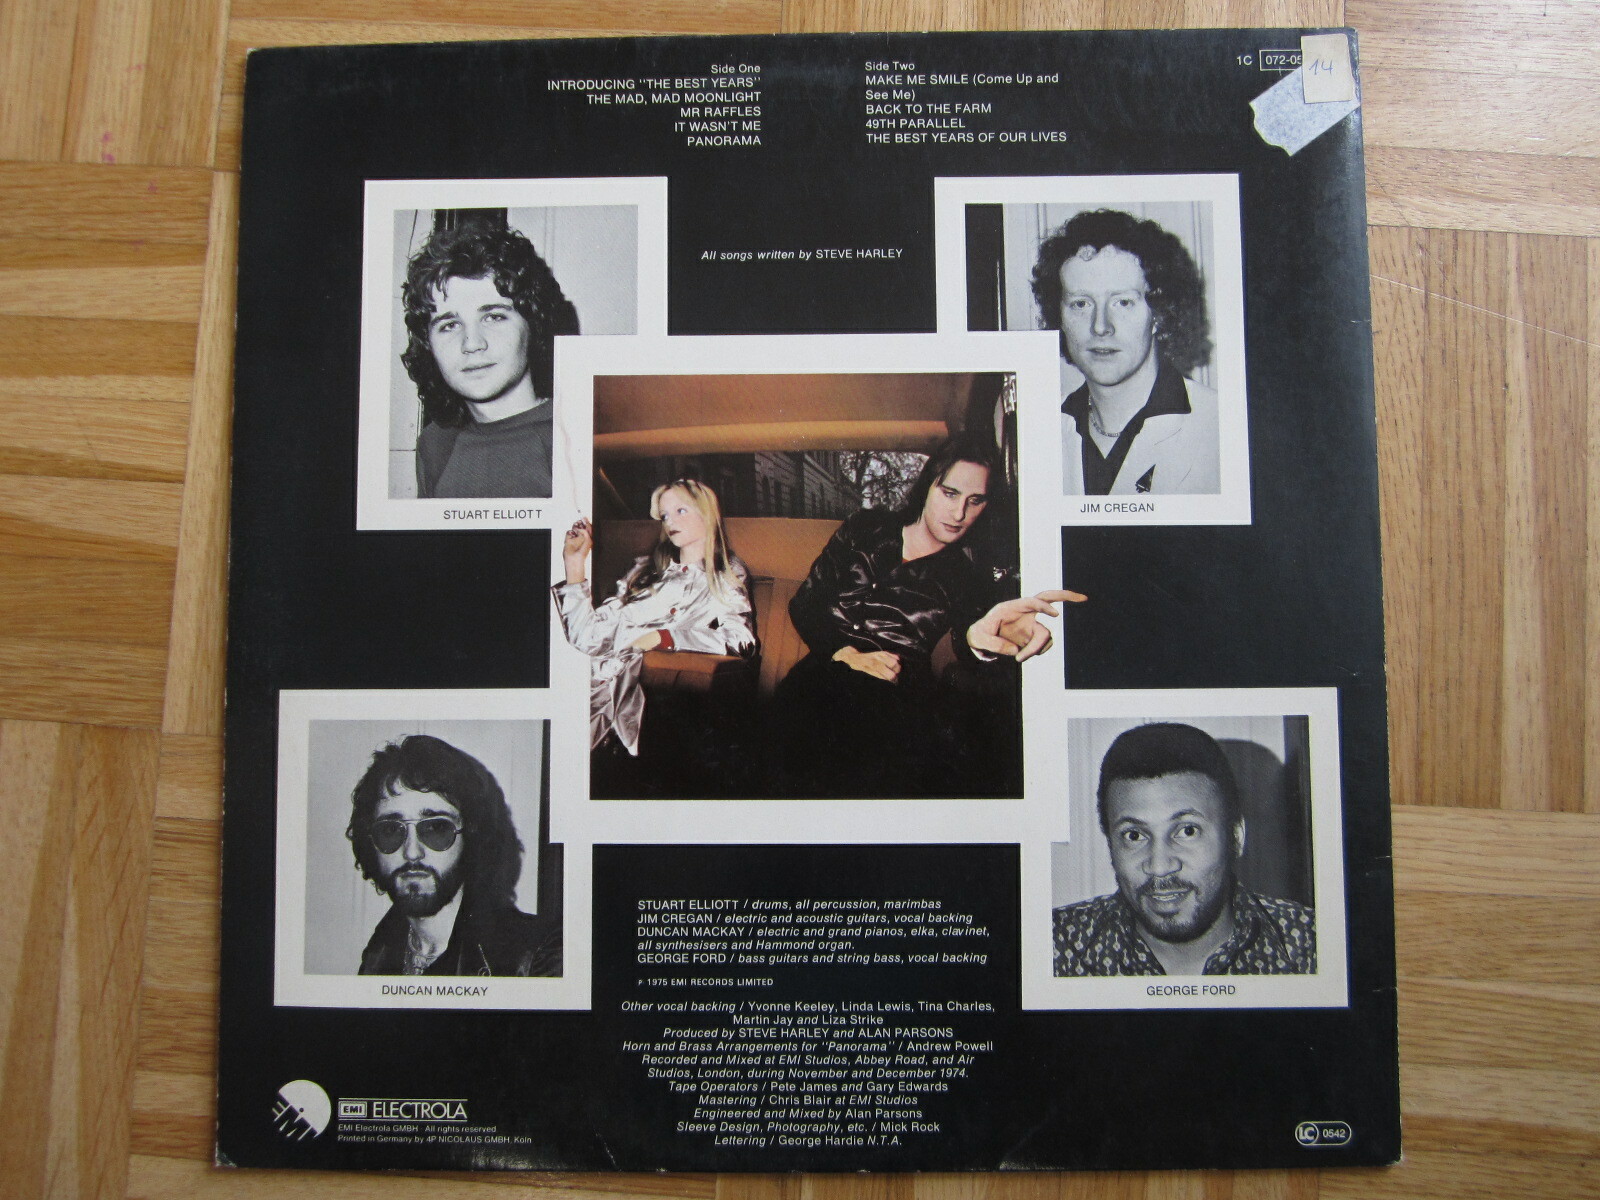 Side One
INTRODUCING "THE BEST YEARS"
THE MAD, MAD MOONLIGHT
MR RAFFLES
IT WASN'T ME
PANORAMA
Side Two
MAKE ME SMILE (Come Up and
See Me)
BACK TO THE FARM
49TH PARALLEL
THE BEST YEARS OF OUR LIVES
1C 072-05
14
All songs written by STEVE HARLEY
STUART ELLIOTT
JIM CREGAN
DUNCAN MACKAY
GEORGE FORD
STUART ELLIOTT / drums, all percussion, marimbas
JIM CREGAN / electric and acoustic guitars, vocal backing
DUNCAN MACKAY / electric and grand pianos, elka, clavinet,
all synthesisers and Hammond organ.
GEORGE FORD / bass guitars and string bass, vocal backing
P 1975 EMI RECORDS LIMITED
Other vocal backing / Yvonne Keeley, Linda Lewis, Tina Charles,
Martin Jay and Liza Strike
Produced by STEVE HARLEY and ALAN PARSONS
Horn and Brass Arrangements for "Panorama" / Andrew Powell
Recorded and Mixed at EMI Studios, Abbey Road, and Air
Studios, London, during November and December 1974.
Tape Operators / Pete James and Gary Edwards
Mastering / Chris Blair at EMI Studios
Engineered and Mixed by Alan Parsons
Sleeve Design, Photography, etc. / Mick Rock
Lettering / George Hardie N.T.A.
EMI
EMI ELECTROLA
EMI Electrola GMBH · All rights reserved
Printed in Germany by 4P NICOLAUS GMBH, Köln
LC 0542